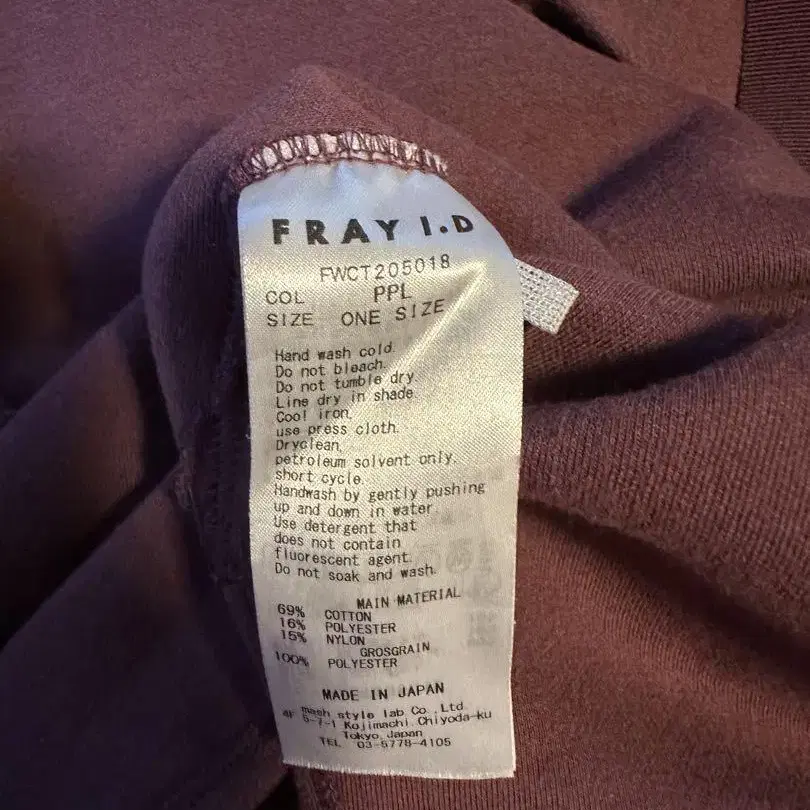 FRAY I.D
FWCT205018
COL PPL
SIZE ONE SIZE
Hand wash cold.
Do not bleach.
Do not tumble dry.
Line dry in shade.
Cool iron.
use press cloth.
Dryclean,
petroleum solvent only.
short cycle.
Handwash by gently pushing
up and down in water.
Use detergent that
does not contain
fluorescent agent.
Do not soak and wash.
MAIN MATERIAL
69% COTTON
16% POLYESTER
15% NYLON
GROSGRAIN
100% POLYESTER
MADE IN JAPAN
mash style lab Co.,Ltd.
5-7-1 Kojimachi, Chiyoda-ku
Tokyo, Japan
TEL 03-5778-4105